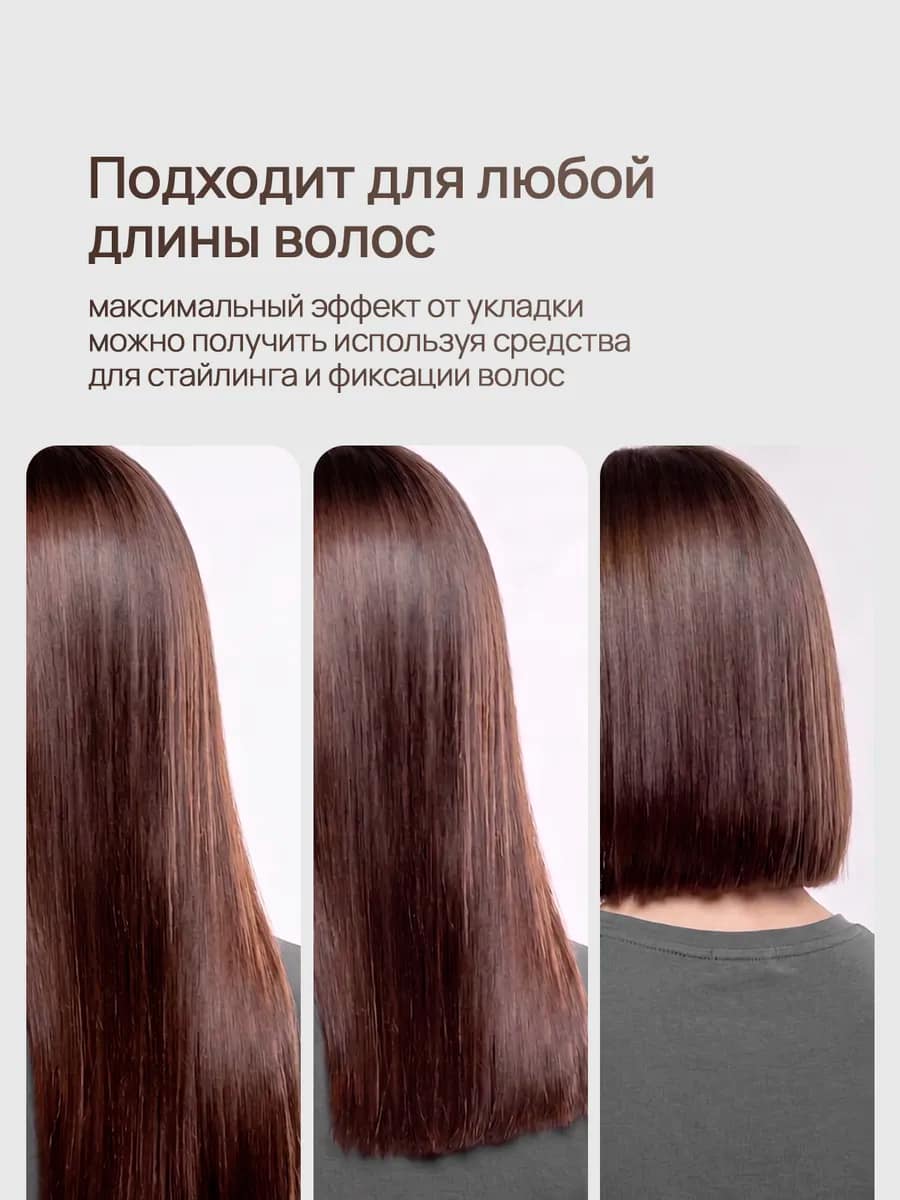 Подходит для любой
длины волос
максимальный эффект от укладки
можно получить используя средства
для стайлинга и фиксации волос